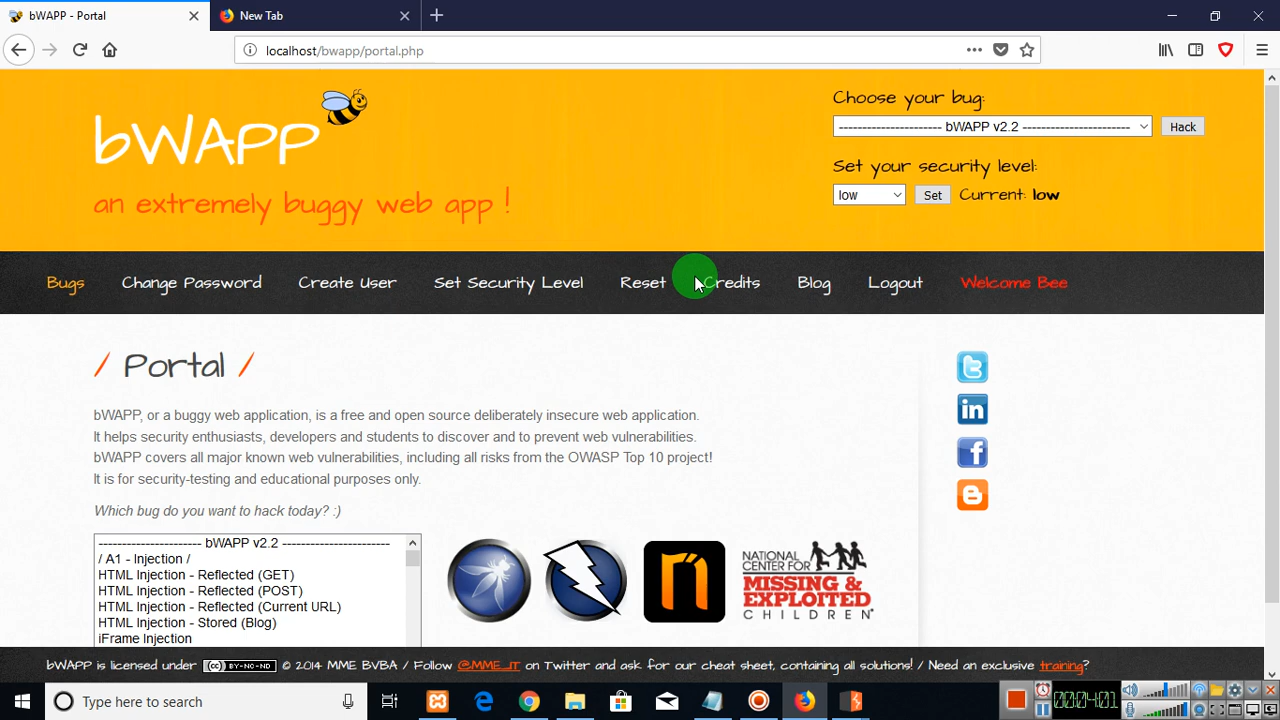 bWAPP - Portal
New Tab
localhost/bwapp/portal.php
bWAPP
an extremely buggy web app !
Choose your bug:
---------------------- bWAPP v2.2 -----------------------
Hack
Set your security level:
low
Set
Current: low
Bugs
Change Password
Create User
Set Security Level
Reset
Credits
Blog
Logout
Welcome Bee
/ Portal /
bWAPP, or a buggy web application, is a free and open source deliberately insecure web application.
It helps security enthusiasts, developers and students to discover and to prevent web vulnerabilities.
bWAPP covers all major known web vulnerabilities, including all risks from the OWASP Top 10 project!
It is for security-testing and educational purposes only.
Which bug do you want to hack today? :)
---------------------- bWAPP v2.2 -----------------------
/ A1 - Injection /
HTML Injection - Reflected (GET)
HTML Injection - Reflected (POST)
HTML Injection - Reflected (Current URL)
HTML Injection - Stored (Blog)
iFrame Injection
NATIONAL CENTER FOR
MISSING &
EXPLOITED
CHILDREN
bWAPP is licensed under (cc) BY-NC-ND © 2014 MME BVBA / Follow @MME_IT on Twitter and ask for our cheat sheet, containing all solutions! / Need an exclusive training?
Type here to search
00:04:01